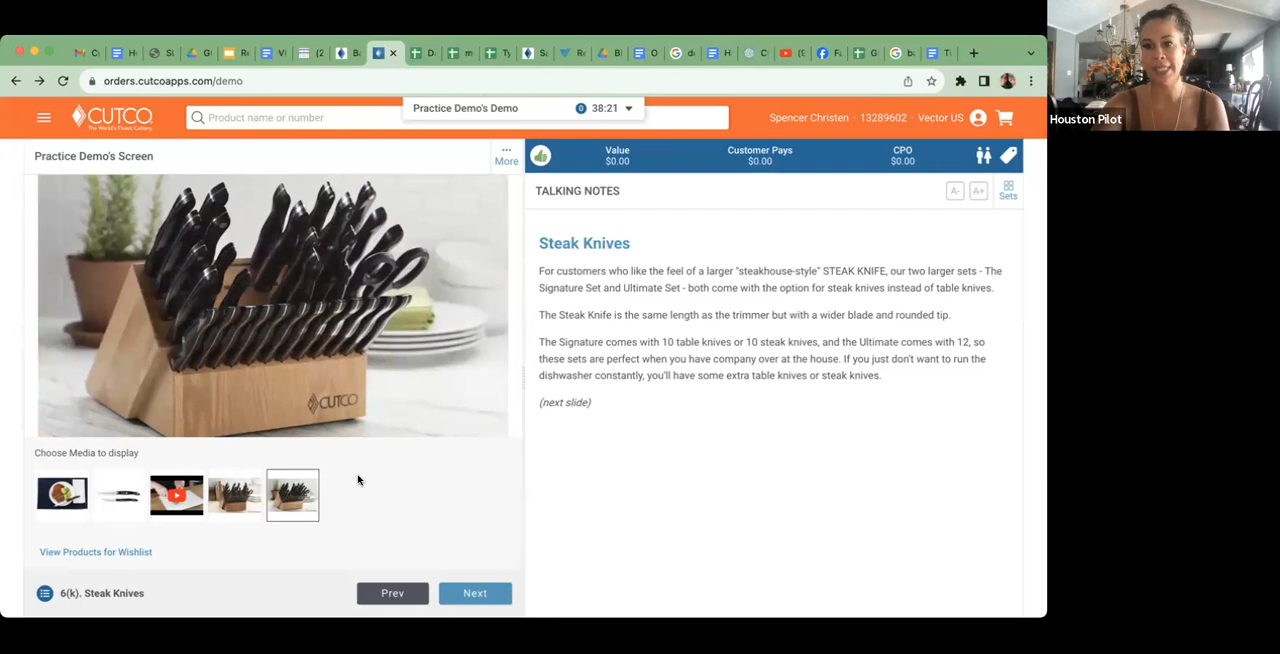 orders.cutcoapps.com/demo
CUTCO
The World's Finest Cutlery.
Product name or number
Practice Demo's Demo 0 38:21
Spencer Christen · 13289602 · Vector US
Houston Pilot
Practice Demo's Screen
More
Value
$0.00
Customer Pays
$0.00
CPO
$0.00
TALKING NOTES
A- A+
Sets
Steak Knives
For customers who like the feel of a larger "steakhouse-style" STEAK KNIFE, our two larger sets - The
Signature Set and Ultimate Set - both come with the option for steak knives instead of table knives.
The Steak Knife is the same length as the trimmer but with a wider blade and rounded tip.
The Signature comes with 10 table knives or 10 steak knives, and the Ultimate comes with 12, so
these sets are perfect when you have company over at the house. If you just don't want to run the
dishwasher constantly, you'll have some extra table knives or steak knives.
(next slide)
CUTCO
Choose Media to display
View Products for Wishlist
6(k). Steak Knives
Prev
Next